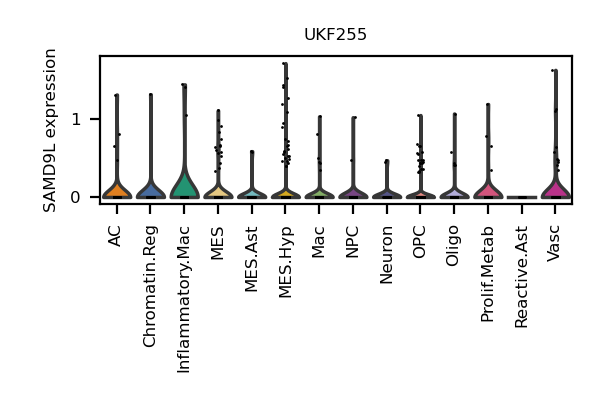 UKF255
SAMD9L expression
1
0
AC
Chromatin.Reg
Inflammatory.Mac
MES
MES.Ast
MES.Hyp
Mac
NPC
Neuron
OPC
Oligo
Prolif.Metab
Reactive.Ast
Vasc